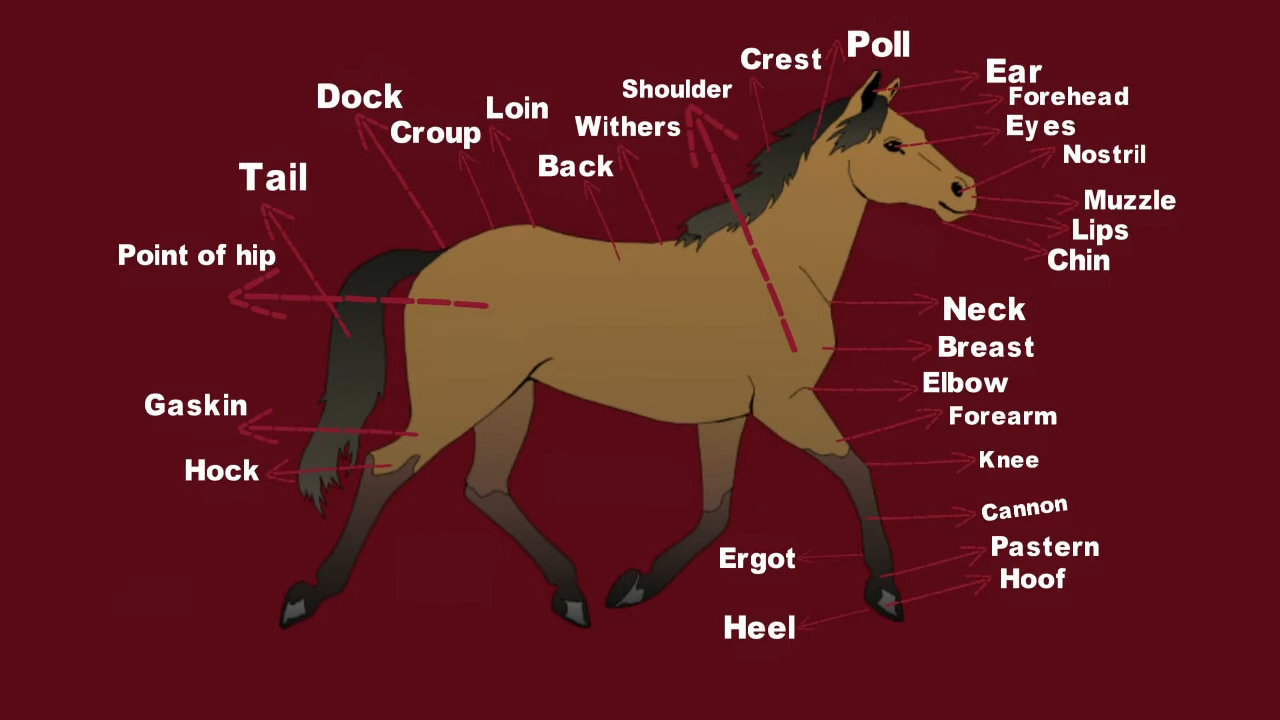 Poll
Crest
Ear
Shoulder
Dock
Forehead
Loin
Eyes
Withers
Croup
Nostril
Back
Tail
Muzzle
Lips
Point of hip
Chin
Neck
Breast
Elbow
Gaskin
Forearm
Knee
Hock
Cannon
Pastern
Ergot
Hoof
Heel